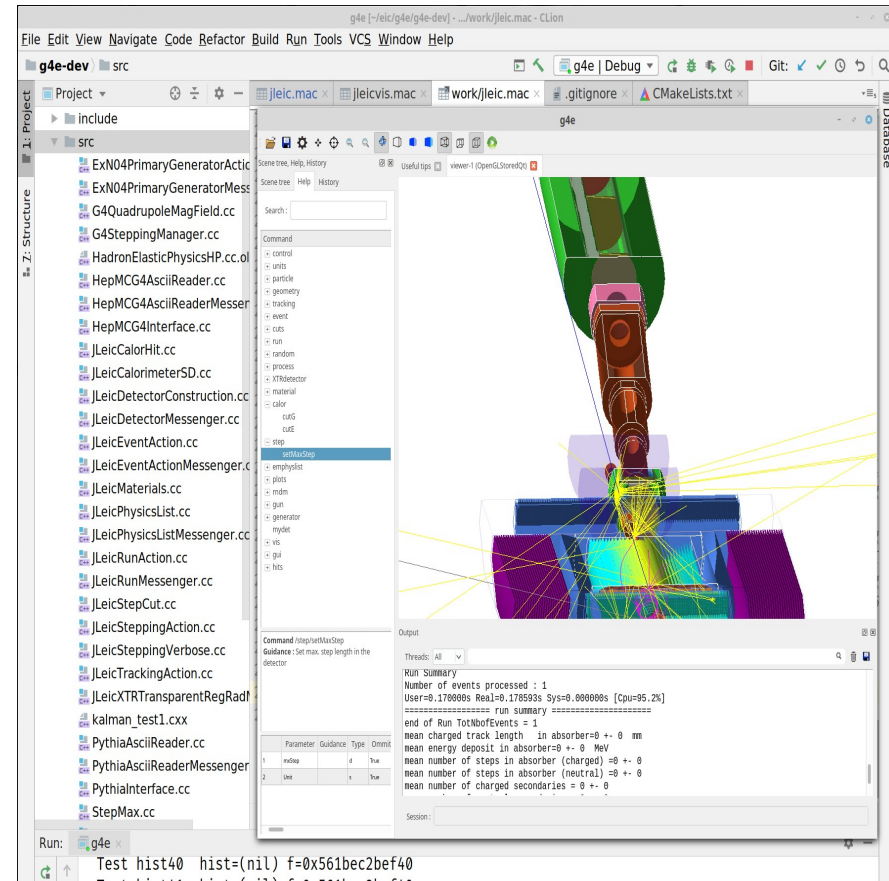 g4e [~/eic/g4e/g4e-dev] - .../work/jleic.mac - CLion
File Edit View Navigate Code Refactor Build Run Tools VCS Window Help
g4e-dev src g4e | Debug Git:
1: Project Project jleic.mac jleicvis.mac work/jleic.mac .gitignore CMakeLists.txt Database
7: Structure
include
src
ExN04PrimaryGeneratorActic
ExN04PrimaryGeneratorMess
G4QuadrupoleMagField.cc
G4SteppingManager.cc
HadronElasticPhysicsHP.cc.ol
HepMCG4AsciiReader.cc
HepMCG4AsciiReaderMesser
HepMCG4Interface.cc
JLeicCalorHit.cc
JLeicCalorimeterSD.cc
JLeicDetectorConstruction.cc
JLeicDetectorMessenger.cc
JLeicEventAction.cc
JLeicEventActionMessenger.c
JLeicMaterials.cc
JLeicPhysicsList.cc
JLeicPhysicsListMessenger.cc
JLeicRunAction.cc
JLeicRunMessenger.cc
JLeicStepCut.cc
JLeicSteppingAction.cc
JLeicSteppingVerbose.cc
JLeicTrackingAction.cc
JLeicXTRTransparentRegRadM
kalman_test1.cxx
PythiaAsciiReader.cc
PythiaAsciiReaderMessenger
PythiaInterface.cc
StepMax.cc
g4e
Scene tree, Help, History
Scene tree Help History
Search :
Command
control
units
particle
geometry
tracking
event
cuts
run
random
process
XTRdetector
material
calor
cutG
cutE
step
setMaxStep
emphyslist
plots
mdm
gun
generator
mydet
vis
gui
hits
Command /step/setMaxStep
Guidance : Set max. step length in the
detector
Parameter Guidance Type Ommit
1 mxStep d True
2 Unit s True
Useful tips viewer-1 (OpenGLStoredQt)
Output
Threads: All
Run Summary
Number of events processed : 1
User=0.170000s Real=0.178593s Sys=0.000000s [Cpu=95.2%]
================== run summary =====================
end of Run TotNbofEvents = 1
mean charged track length in absorber=0 +- 0 mm
mean energy deposit in absorber=0 +- 0 MeV
mean number of steps in absorber (charged) =0 +- 0
mean number of steps in absorber (neutral) =0 +- 0
mean number of charged secondaries = 0 +- 0
Session :
Run: g4e
Test hist40 hist=(nil) f=0x561bec2bef40